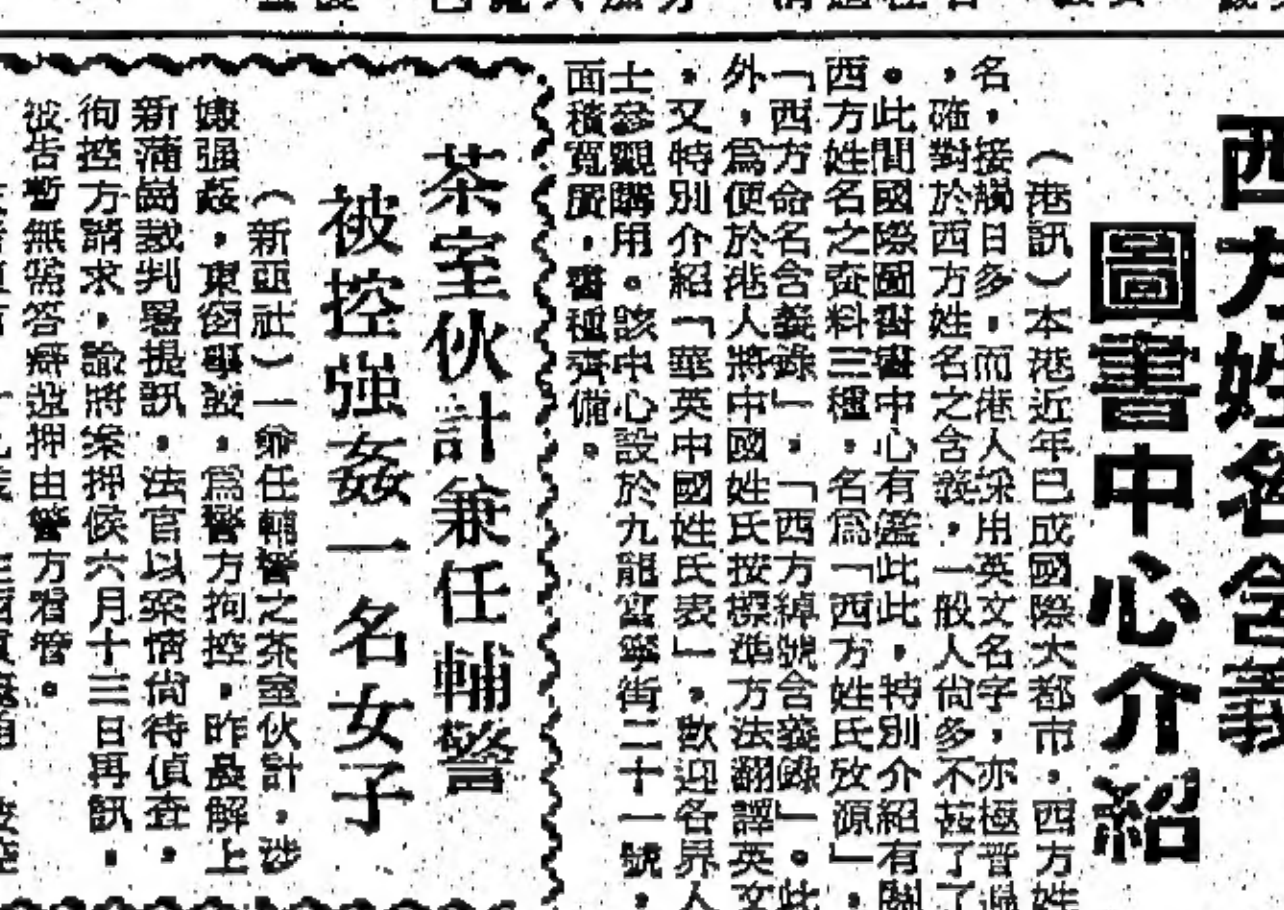 西方姓名含義
圖書中心介紹
（港訊）本港近年已成國際大都市，西方姓
名，接觸日多，而港人採用英文名字，亦極普遍
，確對於西方姓名之含義，一般人尚多不甚了了
。此間國際圖書中心有鑑此此，特別介紹有關
西方姓名之資料三種，名爲「西方姓氏攷源」，
「西方命名含義錄」，「西方綽號含義錄」。此
外，爲便於港人將中國姓氏按標準方法翻譯英文
，又特別介紹「華英中國姓氏表」，歡迎各界人
士參觀購用。該中心設於九龍寧街二十一號，
面積寬廣，書種齊備。
茶室伙計兼任輔警
被控强姦一名女子
（新亞社）一兼任輔警之茶室伙計，涉
嫌强姦，東窗事發，爲警方拘控，昨晨解上
新蒲崗裁判署提訊。法官以案情尚待偵查，
徇控方請求，諭將案押候六月十三日再訊，
被告暫無需答辯還押由警方看管。